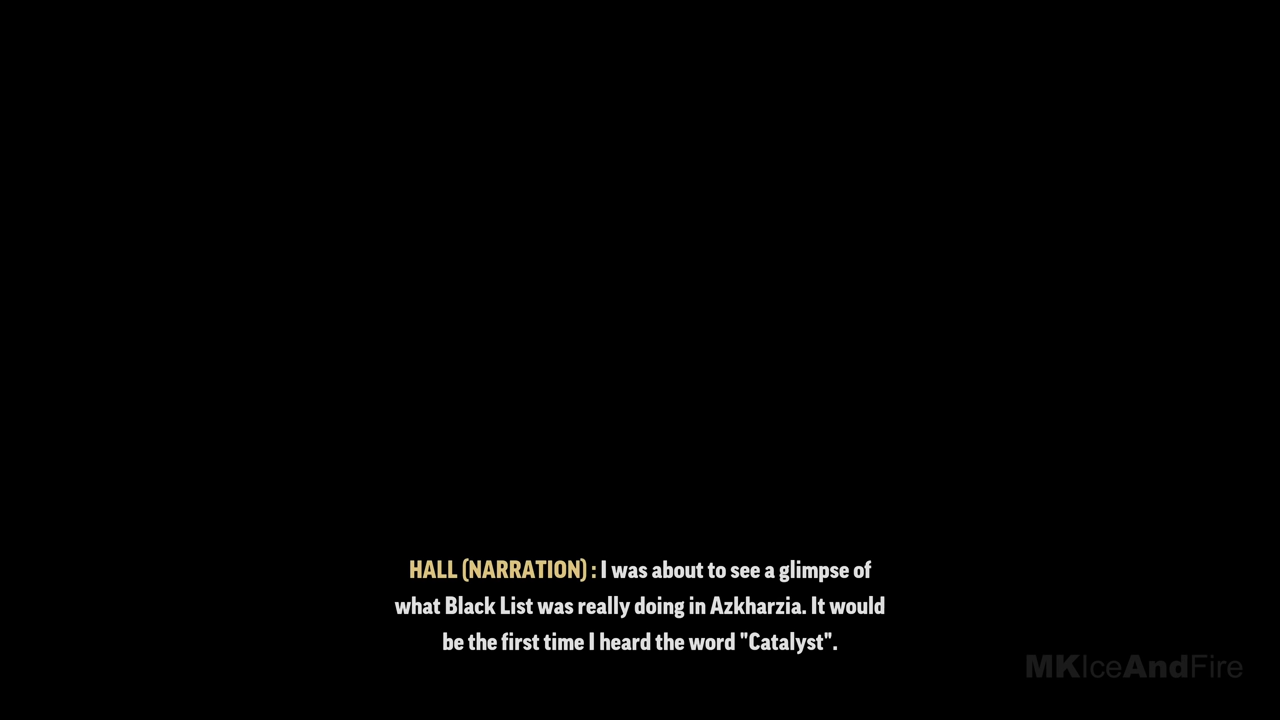 HALL (NARRATION) : I was about to see a glimpse of
what Black List was really doing in Azkharzia. It would
be the first time I heard the word "Catalyst".
MKIceAndFire